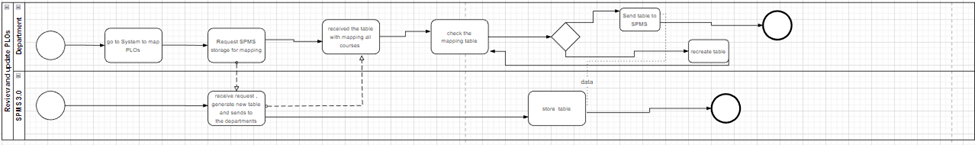 Review and update PLOs
Department
go to System to map
PLOs
Request SPMS
storage for mapping
received the table
with mapping all
courses
check the
mapping table
Send table to
SPMS
recreate table
SPMS 3.0
receive request ,
generate new table
and sends to
the departments
data
store table